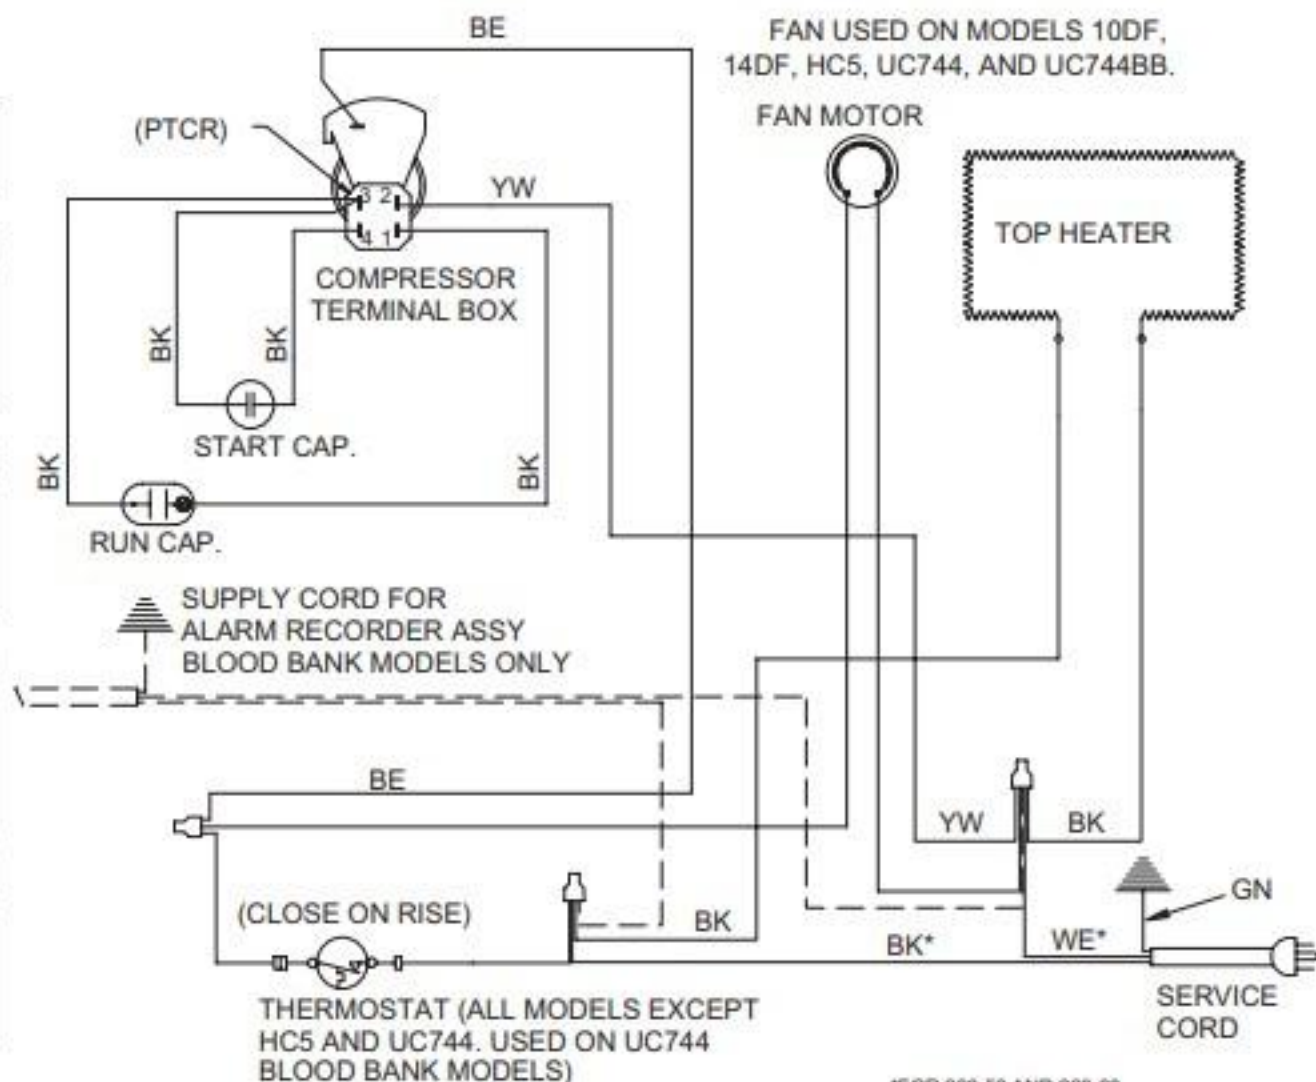 BE
FAN USED ON MODELS 10DF,
14DF, HC5, UC744, AND UC744BB.
FAN MOTOR
(PTCR)
3 2
4 1
YW
TOP HEATER
COMPRESSOR
TERMINAL BOX
BK
BK
START CAP.
BK
BK
RUN CAP.
SUPPLY CORD FOR
ALARM RECORDER ASSY
BLOOD BANK MODELS ONLY
BE
YW
BK
(CLOSE ON RISE)
GN
BK
BK*
WE*
SERVICE
CORD
THERMOSTAT (ALL MODELS EXCEPT
HC5 AND UC744. USED ON UC744
BLOOD BANK MODELS)